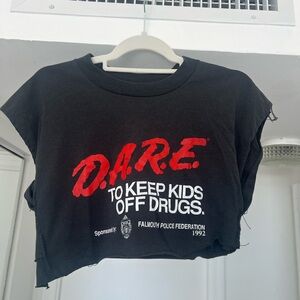 D.A.R.E.
TO KEEP KIDS
OFF DRUGS.
Sponsored by FALMOUTH POLICE FEDERATION
1992